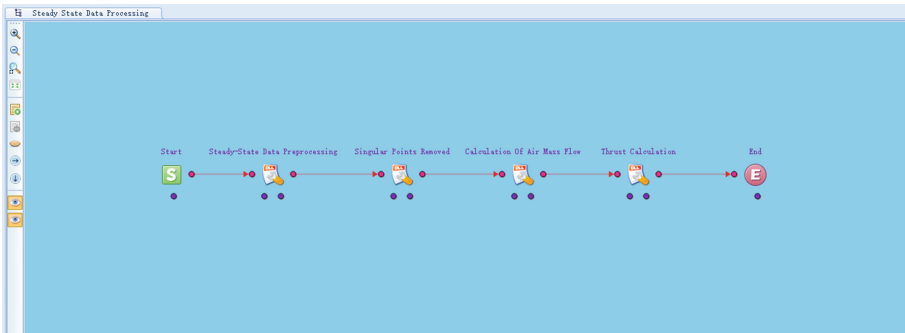 Steady State Data Processing
Start
Steady-State Data Preprocessing
Singular Points Removed
Calculation Of Air Mass Flow
Thrust Calculation
End
S
E